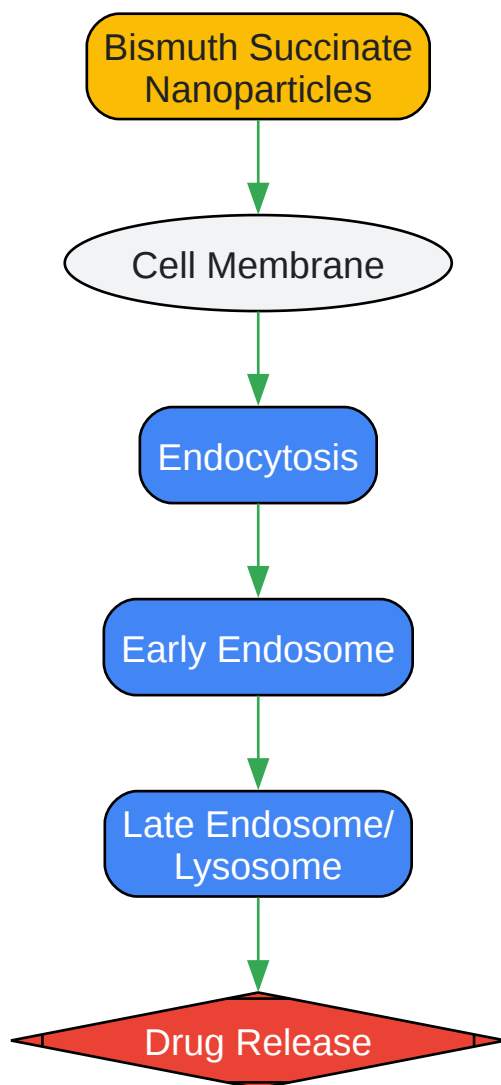 Bismuth Succinate
Nanoparticles
Cell Membrane
Endocytosis
Early Endosome
Late Endosome/
Lysosome
Drug Release